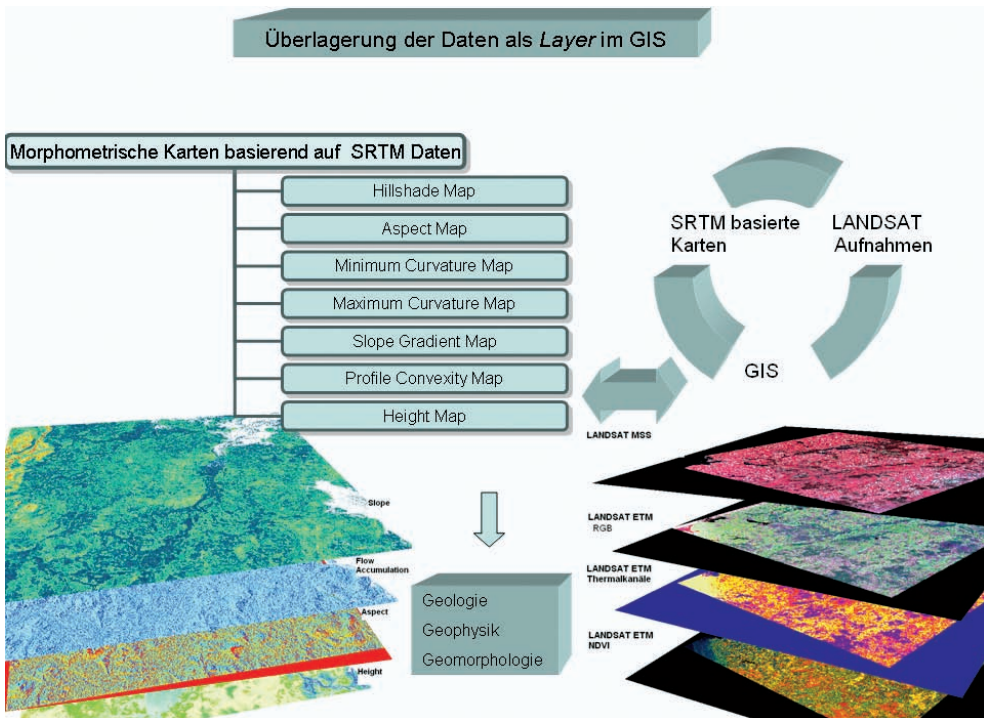 Überlagerung der Daten als Layer im GIS
Morphometrische Karten basierend auf SRTM Daten
Hillshade Map
Aspect Map
Minimum Curvature Map
Maximum Curvature Map
Slope Gradient Map
Profile Convexity Map
Height Map
SRTM basierte
Karten
LANDSAT
Aufnahmen
GIS
Slope
Flow
Accumulation
Aspect
Height
Geologie
Geophysik
Geomorphologie
LANDSAT MSS
LANDSAT ETM
RGB
LANDSAT ETM
Thermalkanäle
LANDSAT ETM
NDVI